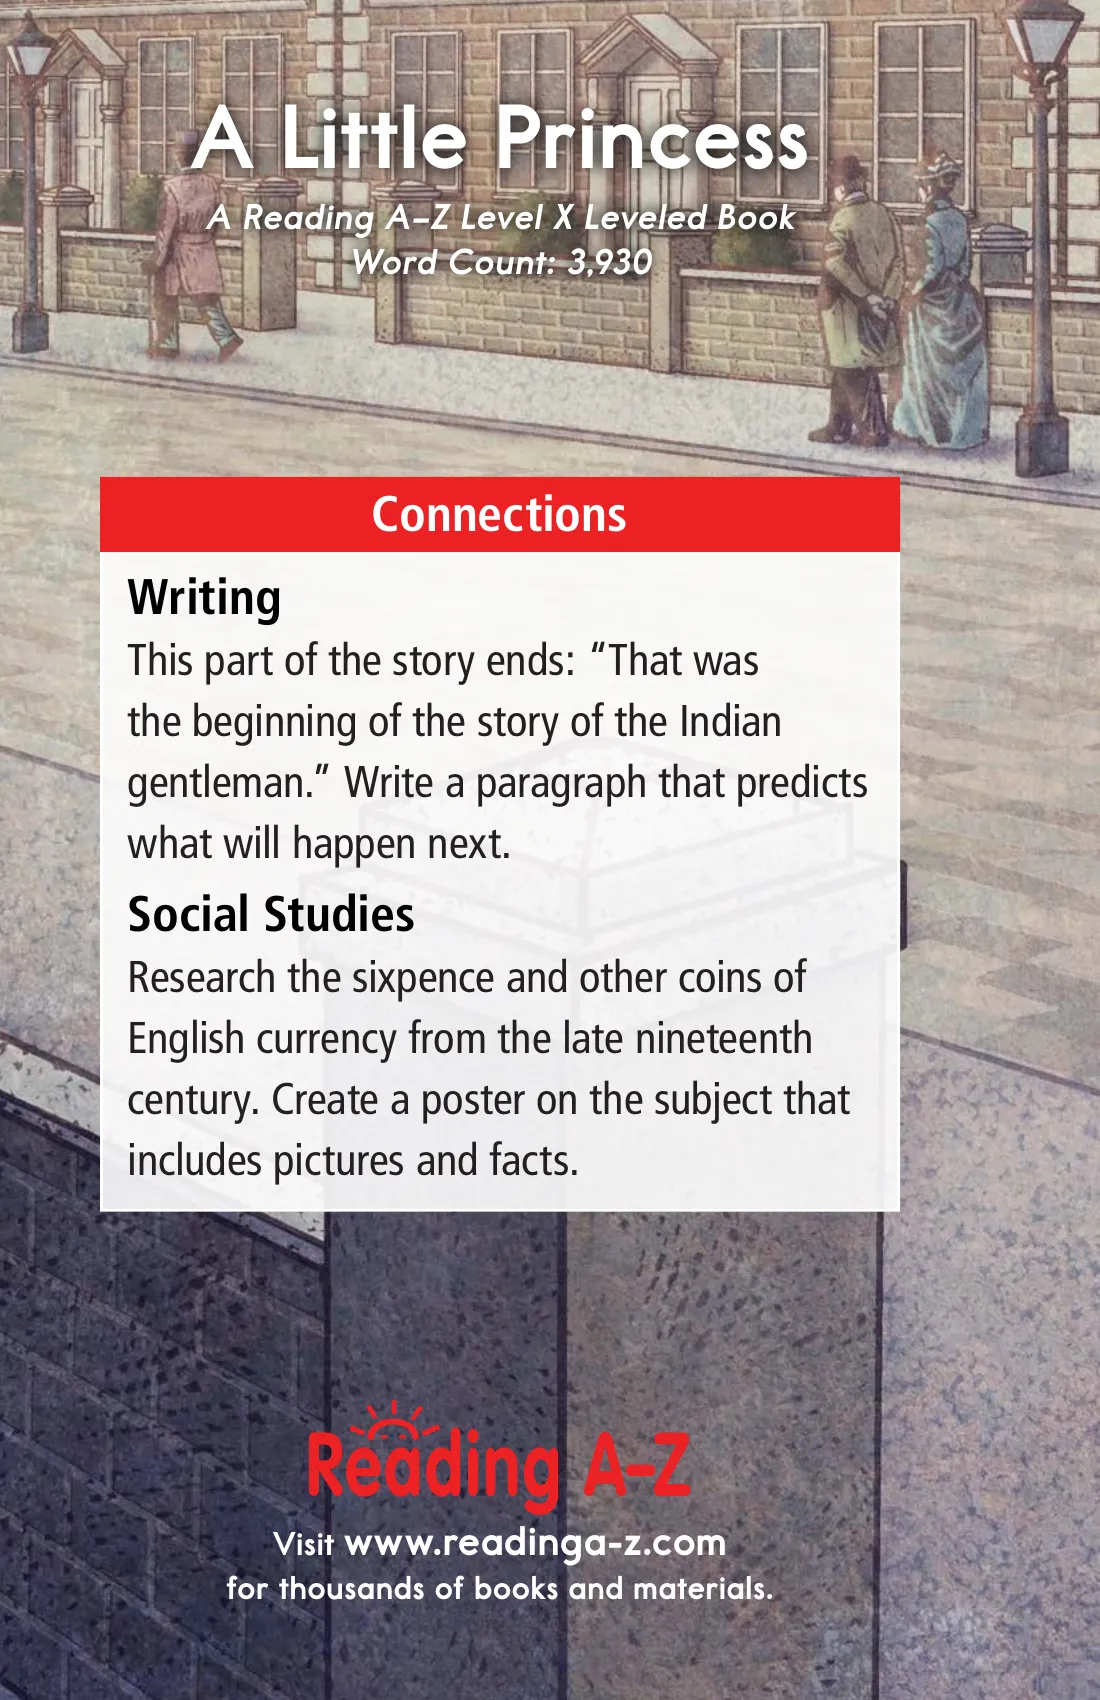 A Little Princess
A Reading A–Z Level X Leveled Book
Word Count: 3,930
Connections
Writing
This part of the story ends: “That was
the beginning of the story of the Indian
gentleman.” Write a paragraph that predicts
what will happen next.
Social Studies
Research the sixpence and other coins of
English currency from the late nineteenth
century. Create a poster on the subject that
includes pictures and facts.
Reading A–Z
Visit www.readinga-z.com
for thousands of books and materials.